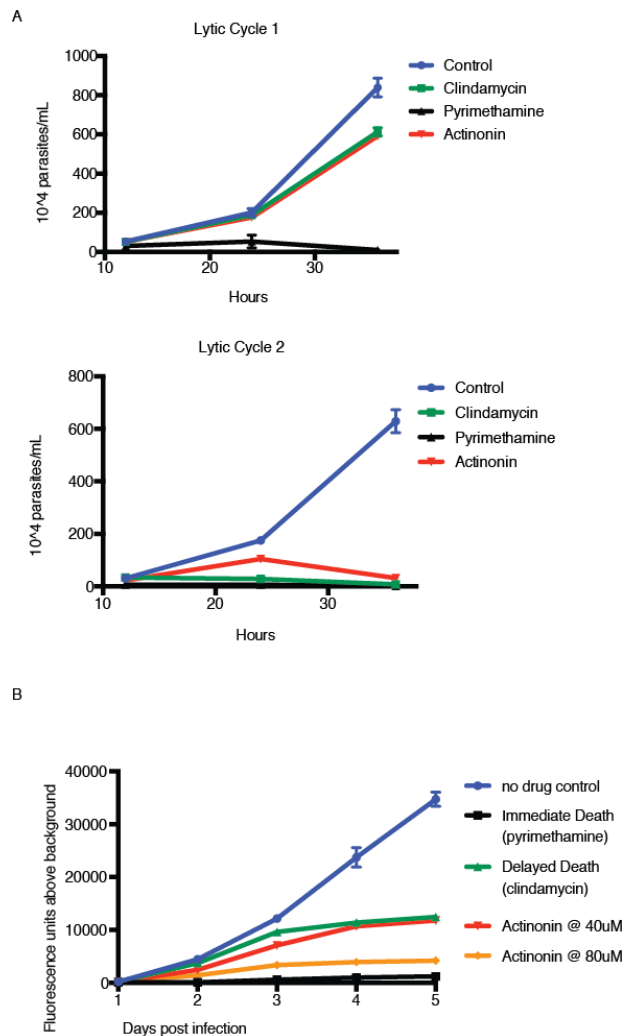 A
Lytic Cycle 1
1000
800
600
400
200
0
10^4 parasites/mL
10 20 30
Hours
Control
Clindamycin
Pyrimethamine
Actinonin
Lytic Cycle 2
800
600
400
200
0
10^4 parasites/mL
10 20 30
Hours
Control
Clindamycin
Pyrimethamine
Actinonin
B
40000
30000
20000
10000
0
Fluorescence units above background
1 2 3 4 5
Days post infection
no drug control
Immediate Death
(pyrimethamine)
Delayed Death
(clindamycin)
Actinonin @ 40uM
Actinonin @ 80uM